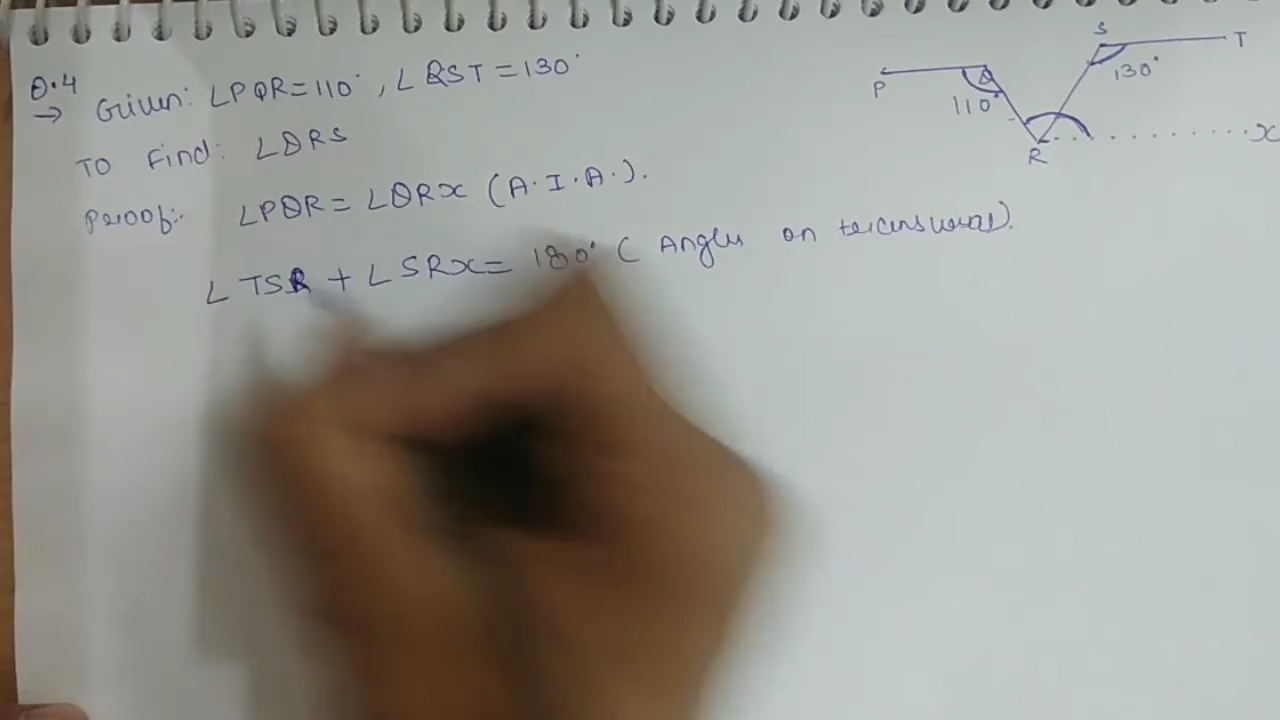 Q.4
→ Given: ∠PQR = 110°, ∠RST = 130°
To Find: ∠QRS
Proof: ∠PQR = ∠QRX (A.I.A.).
∠TSR + ∠SRX = 180° ( Angles on transversal).
P
Q
110°
S
T
130°
R
X